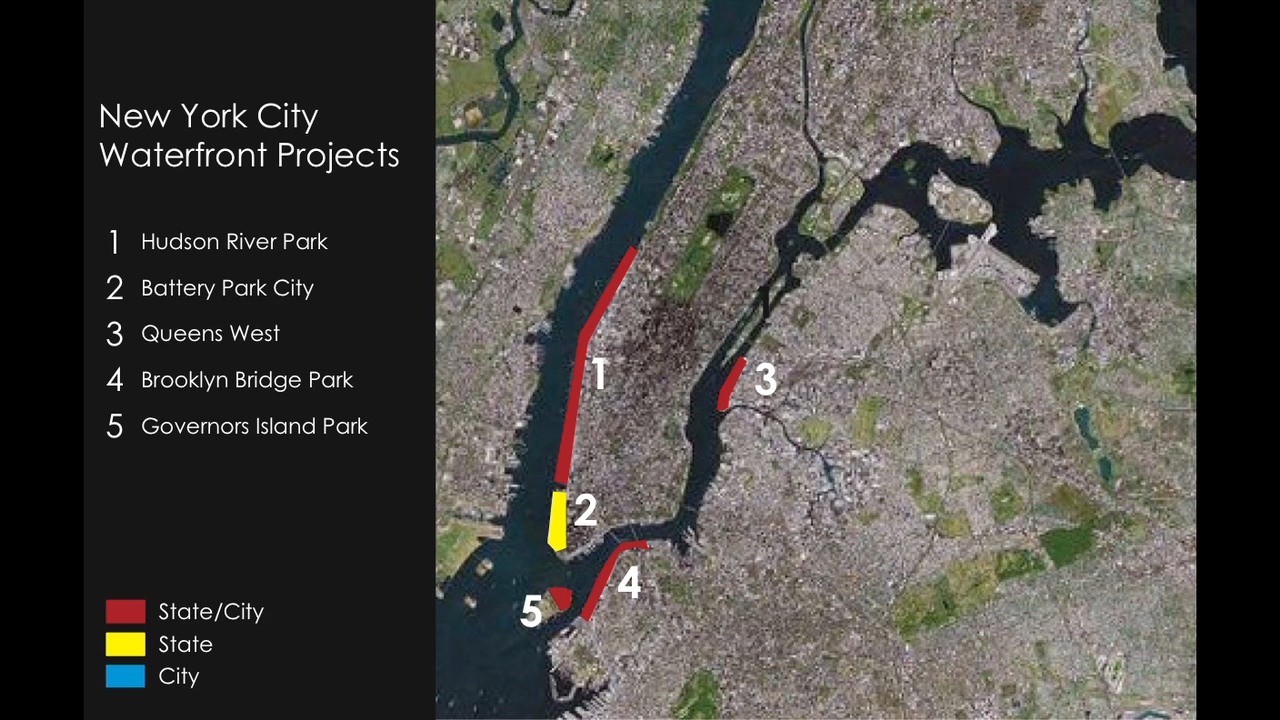 New York City
Waterfront Projects
1 Hudson River Park
2 Battery Park City
3 Queens West
4 Brooklyn Bridge Park
5 Governors Island Park
State/City
State
City
1
2
3
4
5